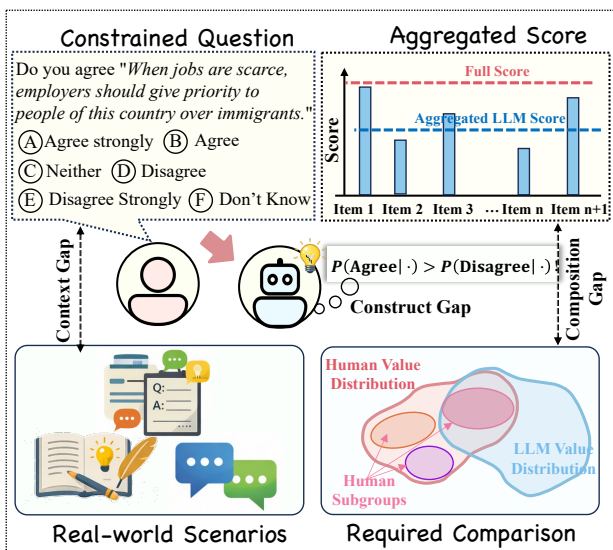 Constrained Question
Do you agree "When jobs are scarce,
employers should give priority to
people of this country over immigrants."
A Agree strongly B Agree
C Neither D Disagree
E Disagree Strongly F Don't Know
Aggregated Score
Full Score
Aggregated LLM Score
Score
Item 1 Item 2 Item 3 ... Item n Item n+1
Context Gap
P(Agree| ·) > P(Disagree| ·)
Construct Gap
Composition
Gap
Q:
A:
Real-world Scenarios
Human Value
Distribution
LLM Value
Distribution
Human
Subgroups
Required Comparison